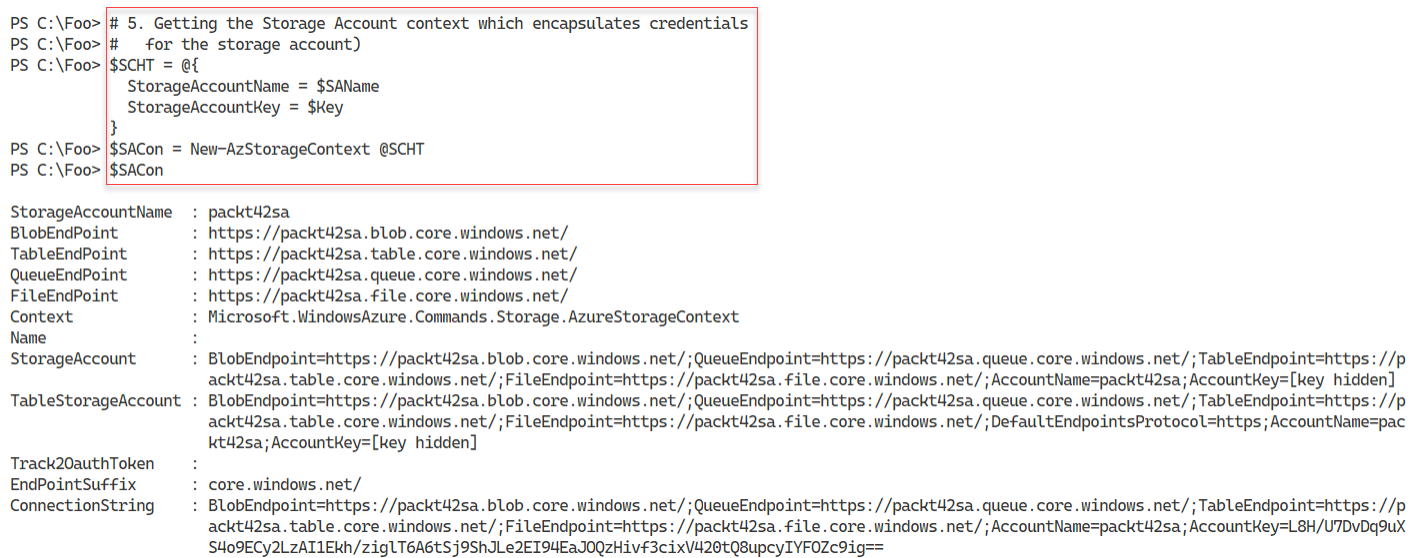 PS C:\Foo> # 5. Getting the Storage Account context which encapsulates credentials
PS C:\Foo> #   for the storage account)
PS C:\Foo> $SCHT = @{
  StorageAccountName = $SAName
  StorageAccountKey = $Key
}
PS C:\Foo> $SACon = New-AzStorageContext @SCHT
PS C:\Foo> $SACon
StorageAccountName  : packt42sa
BlobEndPoint        : https://packt42sa.blob.core.windows.net/
TableEndPoint       : https://packt42sa.table.core.windows.net/
QueueEndPoint       : https://packt42sa.queue.core.windows.net/
FileEndPoint        : https://packt42sa.file.core.windows.net/
Context             : Microsoft.WindowsAzure.Commands.Storage.AzureStorageContext
Name                :
StorageAccount      : BlobEndpoint=https://packt42sa.blob.core.windows.net/;QueueEndpoint=https://packt42sa.queue.core.windows.net/;TableEndpoint=https://p
ackt42sa.table.core.windows.net/;FileEndpoint=https://packt42sa.file.core.windows.net/;AccountName=packt42sa;AccountKey=[key hidden]
TableStorageAccount : BlobEndpoint=https://packt42sa.blob.core.windows.net/;QueueEndpoint=https://packt42sa.queue.core.windows.net/;TableEndpoint=https://p
ackt42sa.table.core.windows.net/;FileEndpoint=https://packt42sa.file.core.windows.net/;DefaultEndpointsProtocol=https;AccountName=pac
kt42sa;AccountKey=[key hidden]
Track2OauthToken    :
EndPointSuffix      : core.windows.net/
ConnectionString    : BlobEndpoint=https://packt42sa.blob.core.windows.net/;QueueEndpoint=https://packt42sa.queue.core.windows.net/;TableEndpoint=https://p
ackt42sa.table.core.windows.net/;FileEndpoint=https://packt42sa.file.core.windows.net/;AccountName=packt42sa;AccountKey=L8H/U7DvDq9uX
S4o9ECy2LzAI1Ekh/ziglT6A6tSj9ShJLe2EI94EaJOQzHivf3cixV420tQ8upcyIYFOZc9ig==